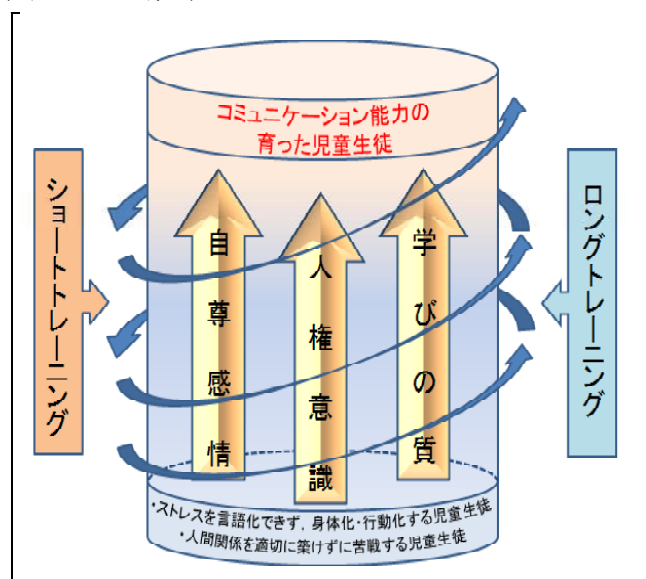 コミュニケーション能力の
育った児童生徒
ショートトレーニング
自尊感情
人権意識
学びの質
ロングトレーニング
・ストレスを言語化できず，身体化・行動化する児童生徒
・人間関係を適切に築けずに苦戦する児童生徒